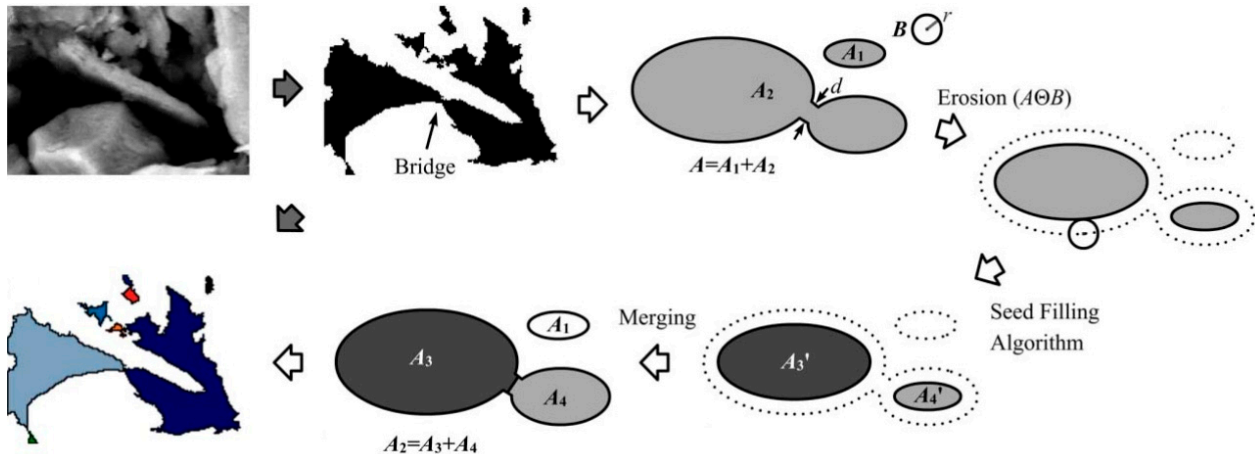 Bridge
A2
A1
d
B
r
A=A1+A2
Erosion (AΘB)
Seed Filling
Algorithm
A3'
A4'
Merging
A3
A1
A4
A2=A3+A4